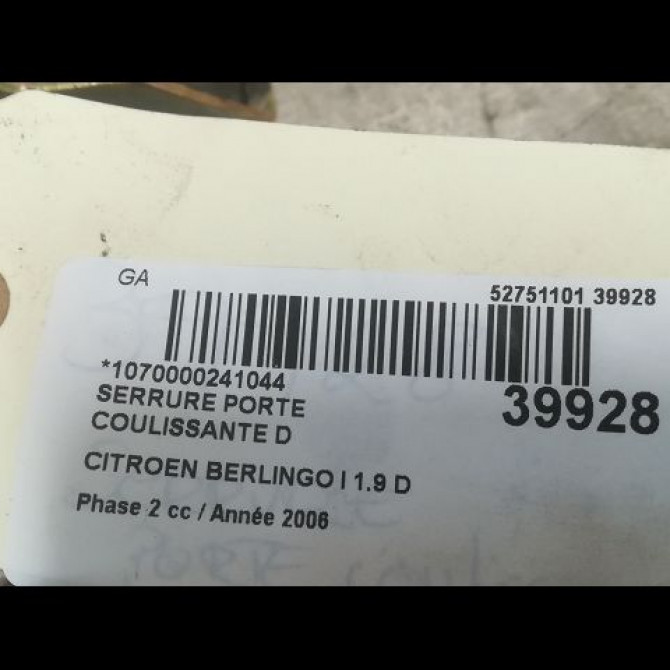 GA
52751101 39928
*1070000241044
SERRURE PORTE
COULISSANTE D
39928
CITROEN BERLINGO I 1.9 D
Phase 2 cc / Année 2006